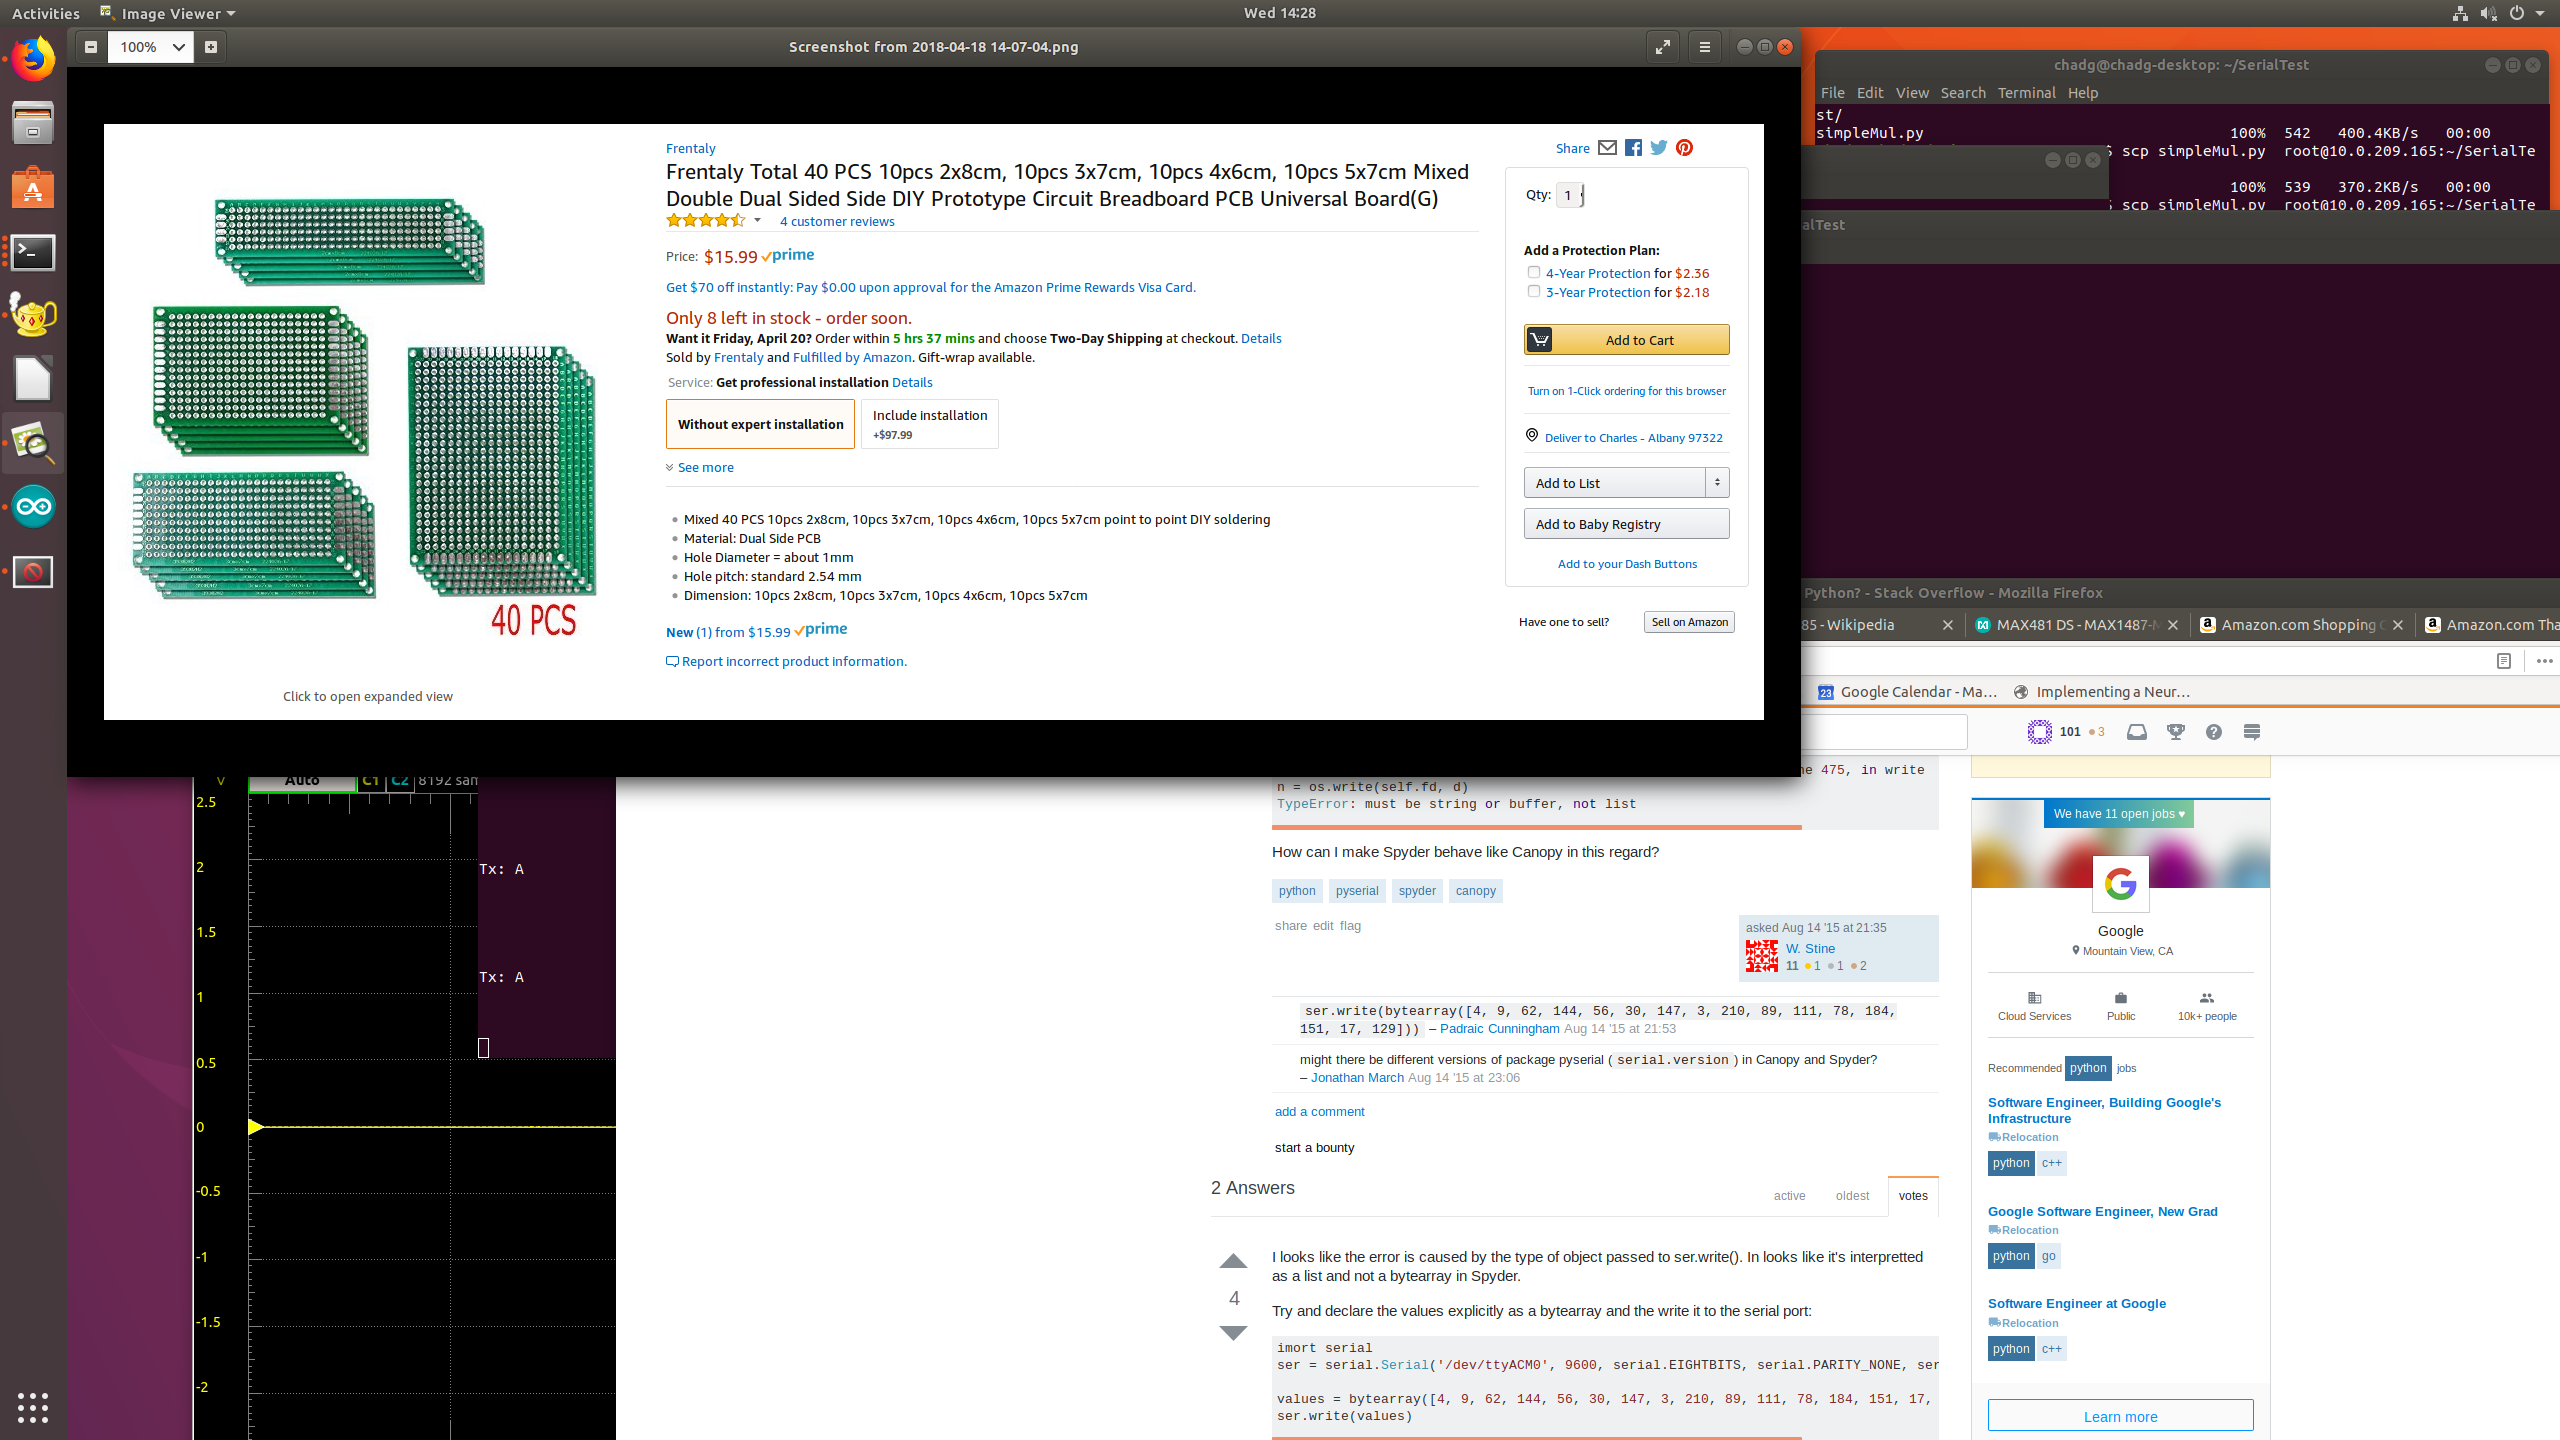 Activities
Image Viewer
Wed 14:28
100%
Screenshot from 2018-04-18 14-07-04.png
Frentaly
Frentaly Total 40 PCS 10pcs 2x8cm, 10pcs 3x7cm, 10pcs 4x6cm, 10pcs 5x7cm Mixed
Double Dual Sided Side DIY Prototype Circuit Breadboard PCB Universal Board(G)
4 customer reviews
Price: $15.99 prime
Get $70 off instantly: Pay $0.00 upon approval for the Amazon Prime Rewards Visa Card.
Only 8 left in stock - order soon.
Want it Friday, April 20? Order within 5 hrs 37 mins and choose Two-Day Shipping at checkout. Details
Sold by Frentaly and Fulfilled by Amazon. Gift-wrap available.
Service: Get professional installation Details
Without expert installation
Include installation
+$97.99
See more
Mixed 40 PCS 10pcs 2x8cm, 10pcs 3x7cm, 10pcs 4x6cm, 10pcs 5x7cm point to point DIY soldering
Material: Dual Side PCB
Hole Diameter = about 1mm
Hole pitch: standard 2.54 mm
Dimension: 10pcs 2x8cm, 10pcs 3x7cm, 10pcs 4x6cm, 10pcs 5x7cm
New (1) from $15.99 prime
Report incorrect product information.
40 PCS
Click to open expanded view
Share
Qty: 1
Add a Protection Plan:
4-Year Protection for $2.36
3-Year Protection for $2.18
Add to Cart
Turn on 1-Click ordering for this browser
Deliver to Charles - Albany 97322
Add to List
Add to Baby Registry
Add to your Dash Buttons
Have one to sell?
Sell on Amazon
chadg@chadg-desktop: ~/SerialTest
File Edit View Search Terminal Help
st/
simpleMul.py 100% 542 400.4KB/s 00:00
scp simpleMul.py root@10.0.209.165:~/SerialTe
100% 539 370.2KB/s 00:00
scp simpleMul.py root@10.0.209.165:~/SerialTe
alTest
Python? - Stack Overflow - Mozilla Firefox
85 - Wikipedia
MAX481 DS - MAX1487-M
Amazon.com Shopping C
Amazon.com Tha
23 Google Calendar - Ma…
Implementing a Neur…
101 3
Auto C1 C2 8192 sam
V
2.5
2
1.5
1
0.5
0
-0.5
-1
-1.5
-2
Tx: A
Tx: A
ne 475, in write
n = os.write(self.fd, d)
TypeError: must be string or buffer, not list
How can I make Spyder behave like Canopy in this regard?
python pyserial spyder canopy
share edit flag
asked Aug 14 '15 at 21:35
W. Stine
11 1 1 2
ser.write(bytearray([4, 9, 62, 144, 56, 30, 147, 3, 210, 89, 111, 78, 184,
151, 17, 129])) – Padraic Cunningham Aug 14 '15 at 21:53
might there be different versions of package pyserial ( serial.version ) in Canopy and Spyder?
– Jonathan March Aug 14 '15 at 23:06
add a comment
start a bounty
2 Answers
active oldest votes
4
I looks like the error is caused by the type of object passed to ser.write(). In looks like it's interpretted
as a list and not a bytearray in Spyder.
Try and declare the values explicitly as a bytearray and the write it to the serial port:
imort serial
ser = serial.Serial('/dev/ttyACM0', 9600, serial.EIGHTBITS, serial.PARITY_NONE, ser
values = bytearray([4, 9, 62, 144, 56, 30, 147, 3, 210, 89, 111, 78, 184, 151, 17,
ser.write(values)
We have 11 open jobs ♥
Google
Mountain View, CA
Cloud Services
Public
10k+ people
Recommended python jobs
Software Engineer, Building Google's
Infrastructure
Relocation
python c++
Google Software Engineer, New Grad
Relocation
python go
Software Engineer at Google
Relocation
python c++
Learn more